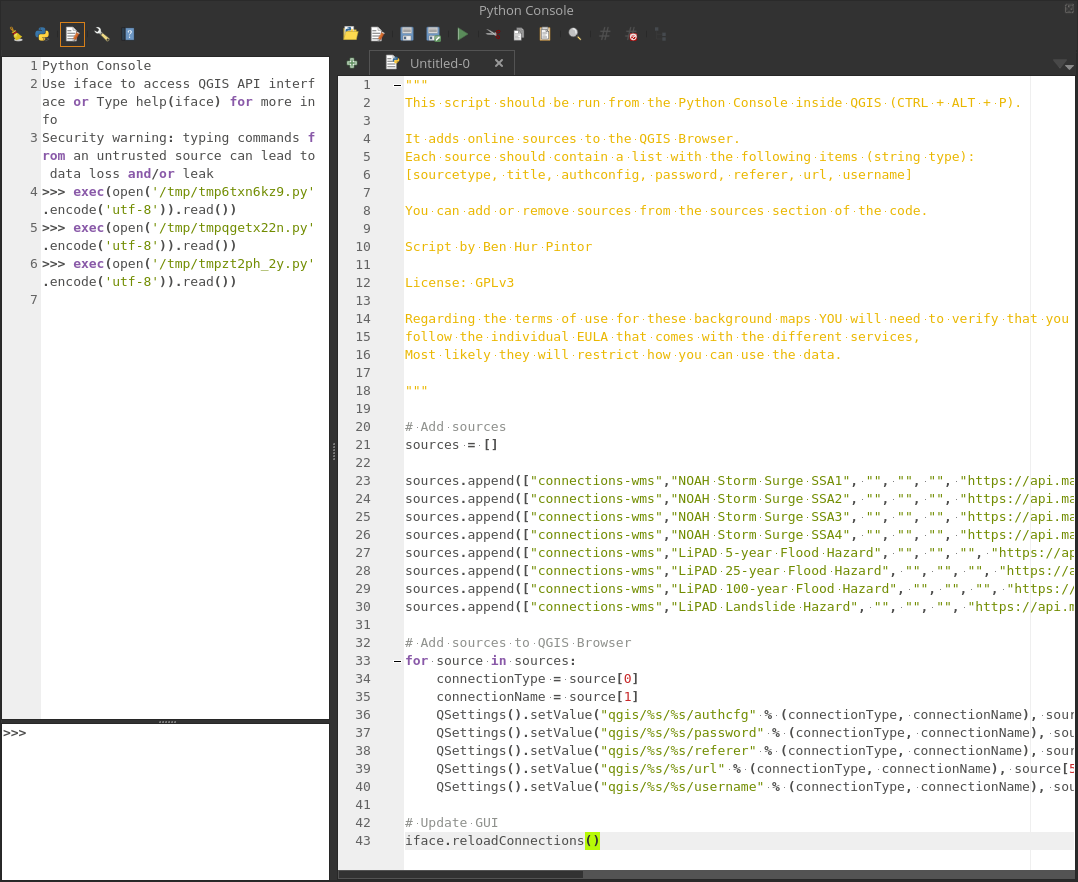 Python Console
Untitled-0
1 Python Console
2 Use iface to access QGIS API interf
ace or Type help(iface) for more in
fo
3 Security warning: typing commands f
rom an untrusted source can lead to
data loss and/or leak
4 >>> exec(open('/tmp/tmp6txn6kz9.py'
.encode('utf-8')).read())
5 >>> exec(open('/tmp/tmpqgetx22n.py'
.encode('utf-8')).read())
6 >>> exec(open('/tmp/tmpzt2ph_2y.py'
.encode('utf-8')).read())
7
>>>
1 """
2 This script should be run from the Python Console inside QGIS (CTRL + ALT + P).
3
4 It adds online sources to the QGIS Browser.
5 Each source should contain a list with the following items (string type):
6 [sourcetype, title, authconfig, password, referer, url, username]
7
8 You can add or remove sources from the sources section of the code.
9
10 Script by Ben Hur Pintor
11
12 License: GPLv3
13
14 Regarding the terms of use for these background maps YOU will need to verify that you
15 follow the individual EULA that comes with the different services,
16 Most likely they will restrict how you can use the data.
17
18 """
19
20 # Add sources
21 sources = []
22
23 sources.append(["connections-wms","NOAH Storm Surge SSA1", "", "", "", "https://api.ma
24 sources.append(["connections-wms","NOAH Storm Surge SSA2", "", "", "", "https://api.ma
25 sources.append(["connections-wms","NOAH Storm Surge SSA3", "", "", "", "https://api.ma
26 sources.append(["connections-wms","NOAH Storm Surge SSA4", "", "", "", "https://api.ma
27 sources.append(["connections-wms","LiPAD 5-year Flood Hazard", "", "", "", "https://ap
28 sources.append(["connections-wms","LiPAD 25-year Flood Hazard", "", "", "", "https://a
29 sources.append(["connections-wms","LiPAD 100-year Flood Hazard", "", "", "", "https://
30 sources.append(["connections-wms","LiPAD Landslide Hazard", "", "", "", "https://api.m
31
32 # Add sources to QGIS Browser
33 for source in sources:
34 connectionType = source[0]
35 connectionName = source[1]
36 QSettings().setValue("qgis/%s/%s/authcfg" % (connectionType, connectionName), sour
37 QSettings().setValue("qgis/%s/%s/password" % (connectionType, connectionName), sou
38 QSettings().setValue("qgis/%s/%s/referer" % (connectionType, connectionName), sour
39 QSettings().setValue("qgis/%s/%s/url" % (connectionType, connectionName), source[5
40 QSettings().setValue("qgis/%s/%s/username" % (connectionType, connectionName), sou
41
42 # Update GUI
43 iface.reloadConnections()